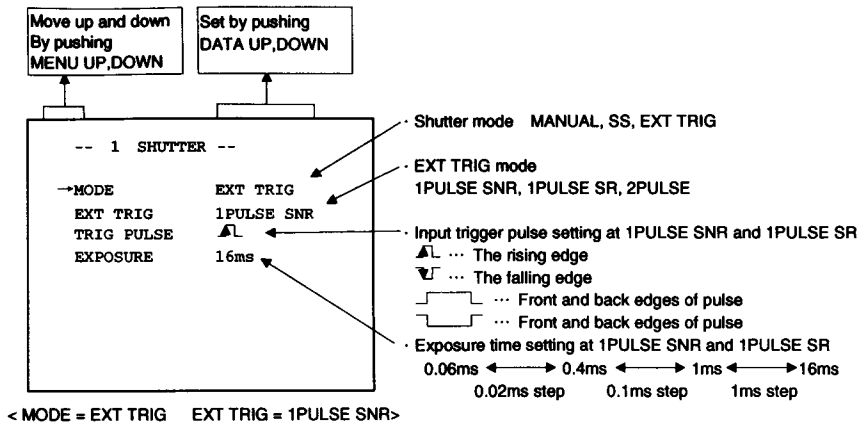 Move up and down
By pushing
MENU UP,DOWN
Set by pushing
DATA UP,DOWN
-- 1 SHUTTER --
→MODE EXT TRIG
EXT TRIG 1PULSE SNR
TRIG PULSE
EXPOSURE 16ms
· Shutter mode MANUAL, SS, EXT TRIG
· EXT TRIG mode
1PULSE SNR, 1PULSE SR, 2PULSE
· Input trigger pulse setting at 1PULSE SNR and 1PULSE SR
··· The rising edge
··· The falling edge
··· Front and back edges of pulse
··· Front and back edges of pulse
· Exposure time setting at 1PULSE SNR and 1PULSE SR
0.06ms 0.4ms 1ms 16ms
0.02ms step 0.1ms step 1ms step
< MODE = EXT TRIG EXT TRIG = 1PULSE SNR>